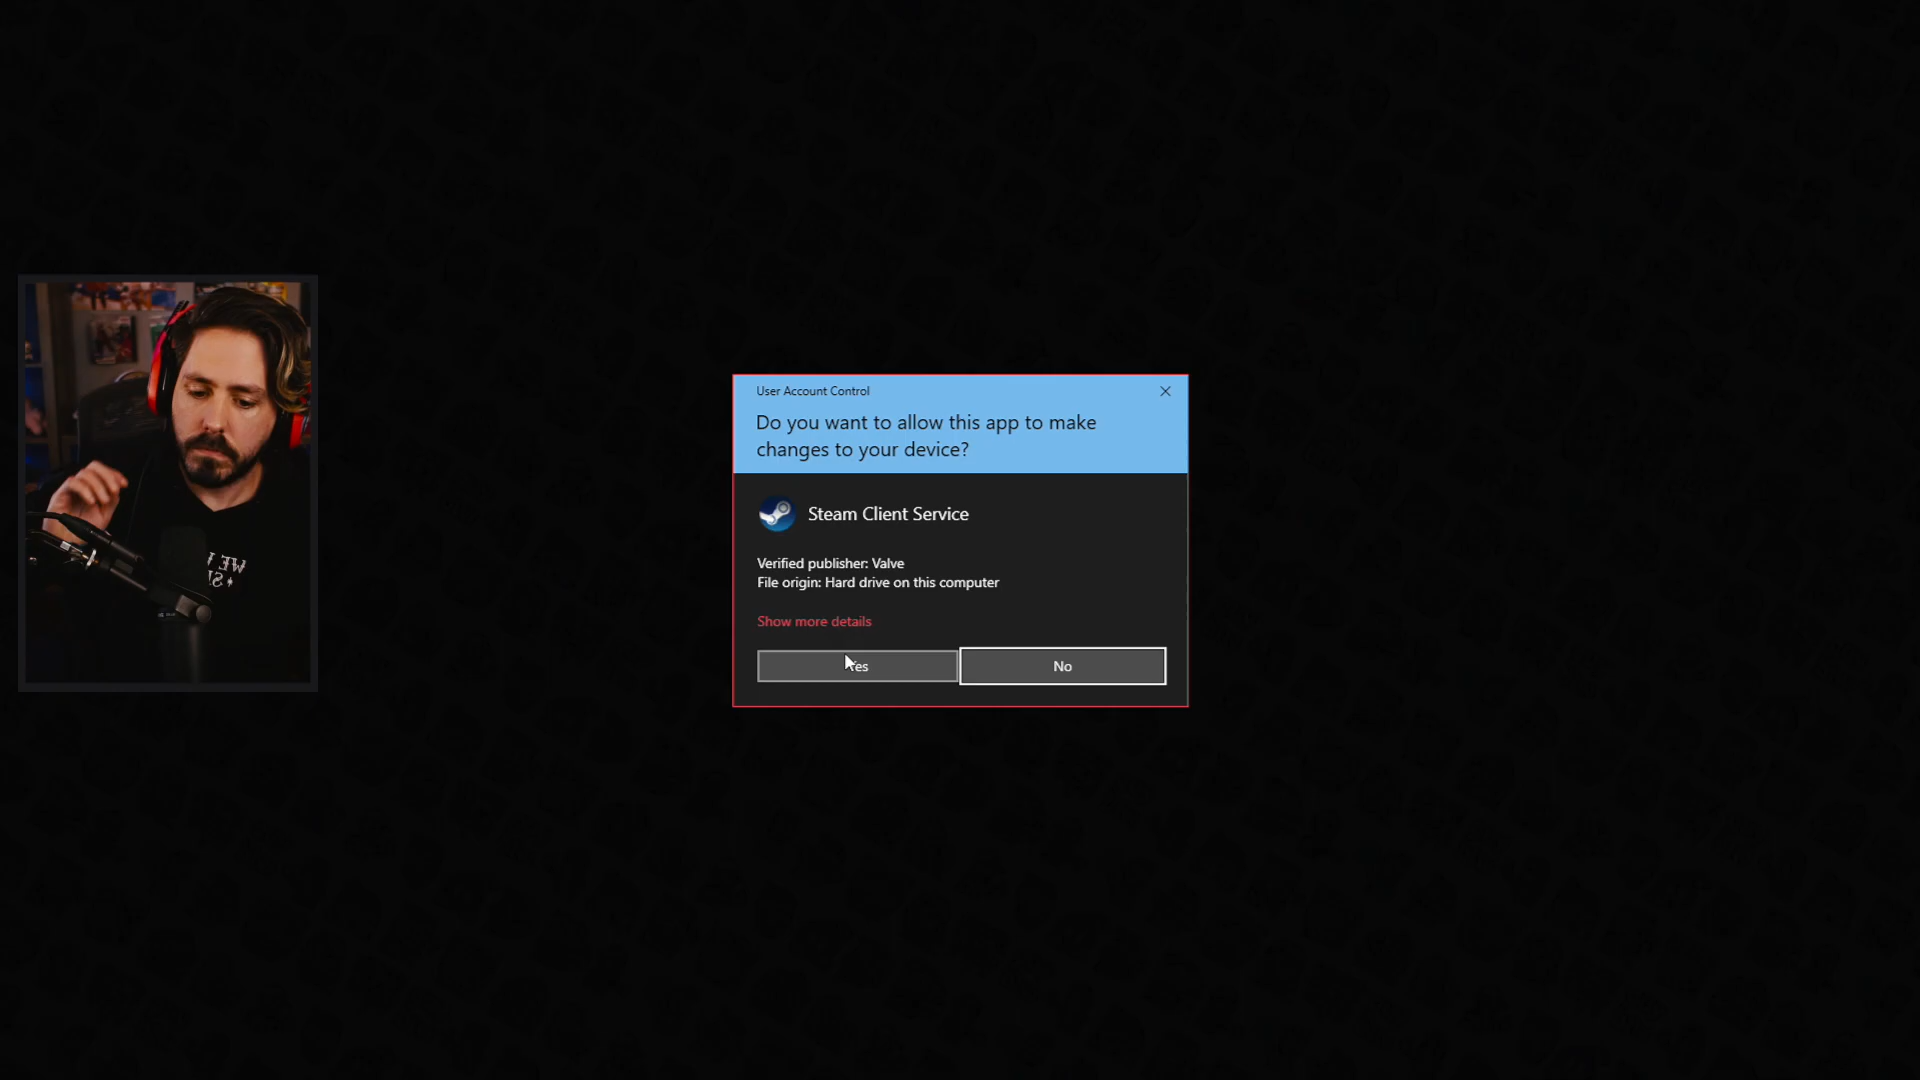 User Account Control
Do you want to allow this app to make
changes to your device?
Steam Client Service
Verified publisher: Valve
File origin: Hard drive on this computer
Show more details
No